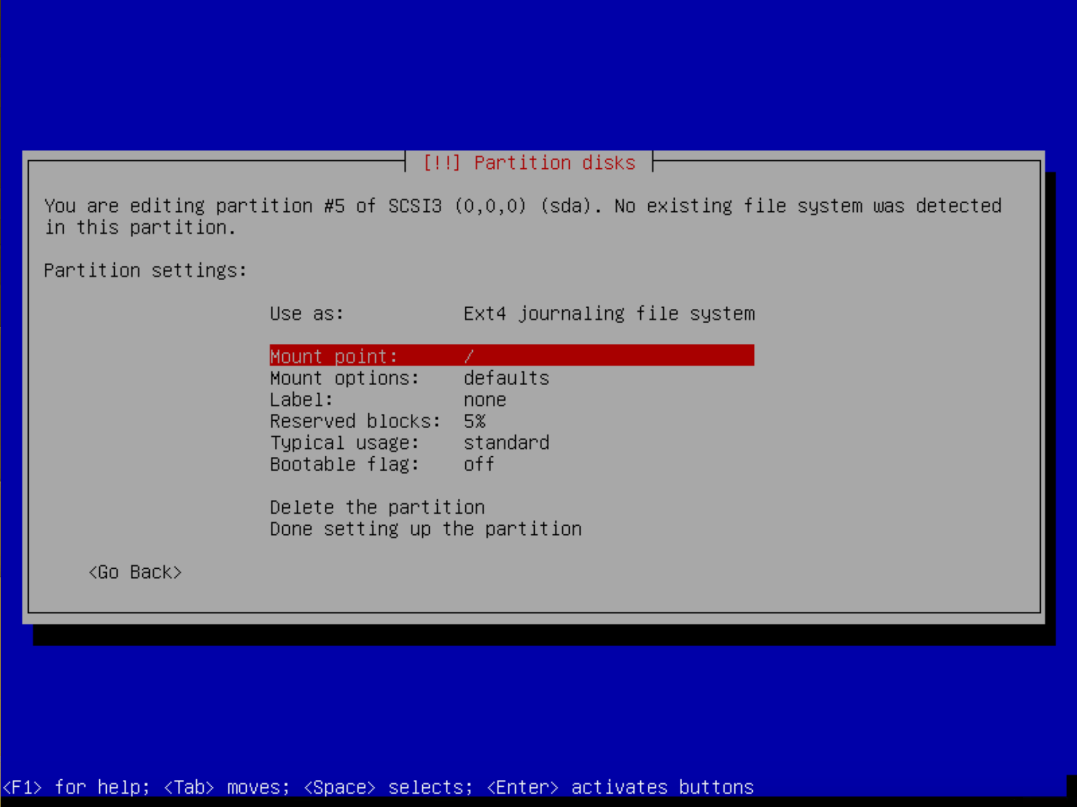 [!!] Partition disks
You are editing partition #5 of SCSI3 (0,0,0) (sda). No existing file system was detected
in this partition.
Partition settings:
Use as: Ext4 journaling file system
Mount point: /
Mount options: defaults
Label: none
Reserved blocks: 5%
Typical usage: standard
Bootable flag: off
Delete the partition
Done setting up the partition
<Go Back>
<F1> for help; <Tab> moves; <Space> selects; <Enter> activates buttons